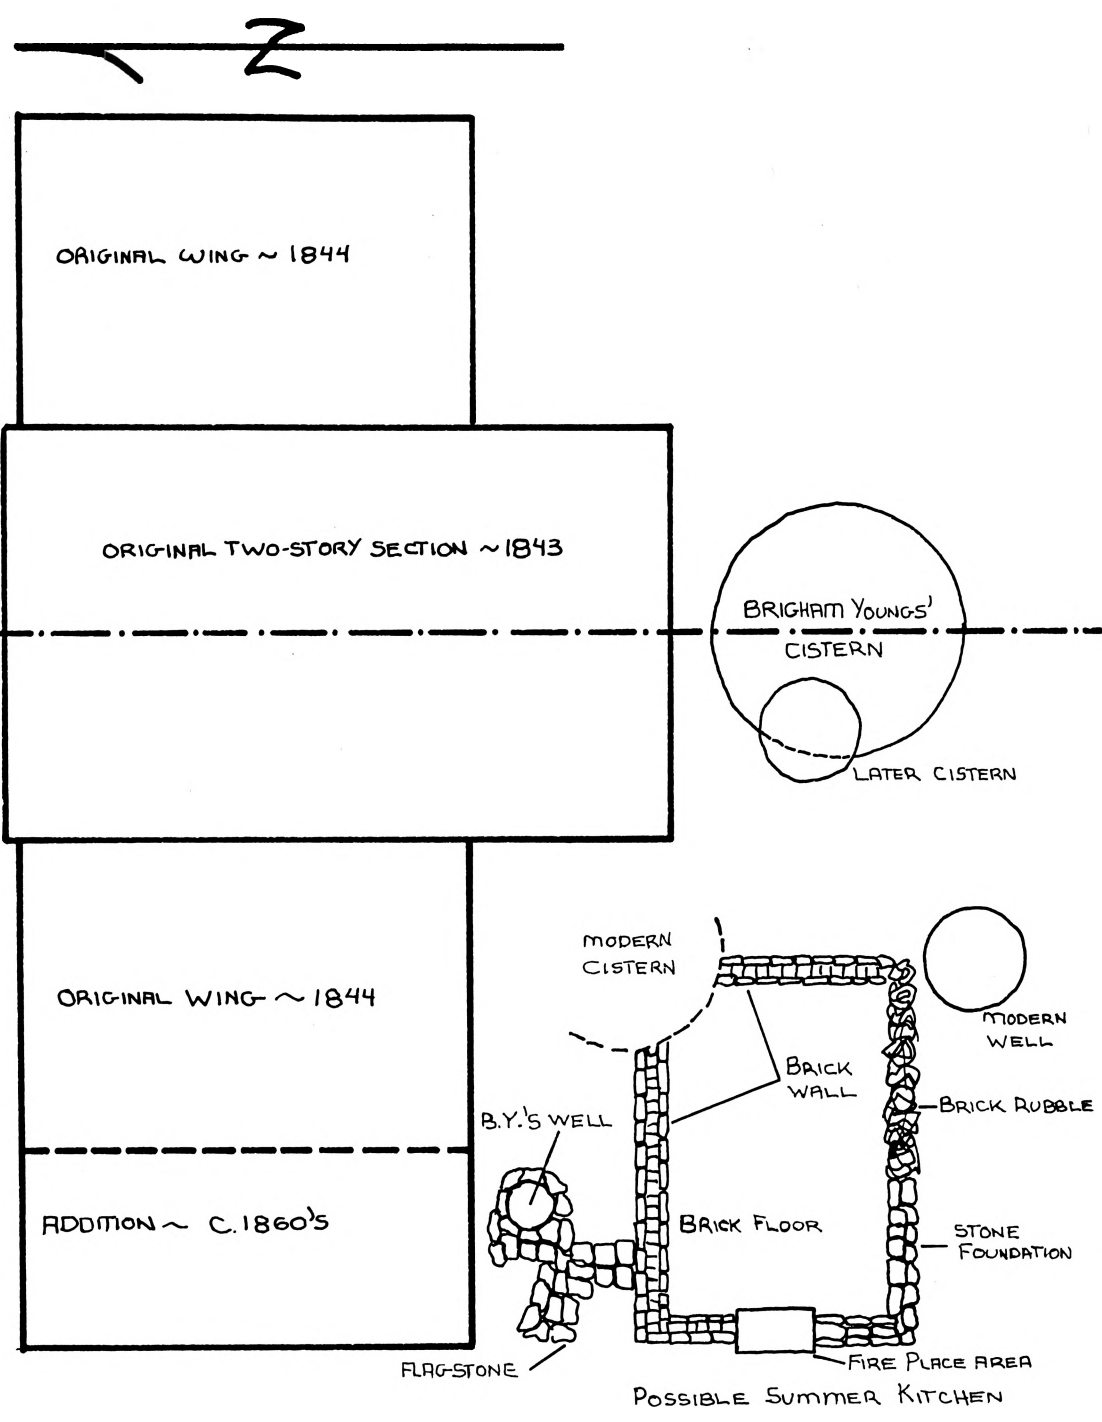 N
ORIGINAL WING ~ 1844
ORIGINAL TWO-STORY SECTION ~ 1843
BRIGHAM YOUNGS'
CISTERN
LATER CISTERN
MODERN
CISTERN
ORIGINAL WING ~ 1844
MODERN
WELL
BRICK
WALL
BRICK RUBBLE
B.Y.'S WELL
ADDITION ~ C. 1860'S
BRICK FLOOR
STONE
FOUNDATION
FLAGSTONE
FIRE PLACE AREA
POSSIBLE SUMMER KITCHEN